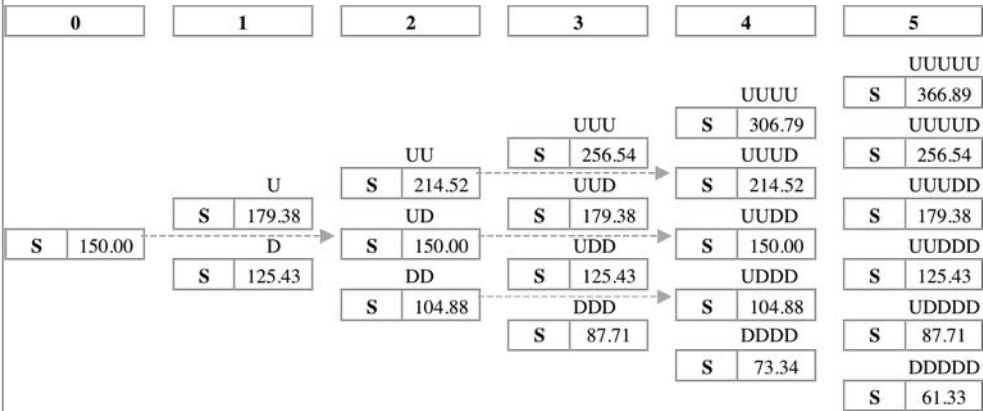 0 1 2 3 4 5
UUUUU
UUUU S 366.89
UUU S 306.79 UUUUD
UU S 256.54 UUUD S 256.54
U S 214.52 UUD S 214.52 UUUDD
S 179.38 UD S 179.38 UUDD S 179.38
S 150.00 D S 150.00 UDD S 150.00 UUDDD
S 125.43 DD S 125.43 UDDD S 125.43
S 104.88 DDD S 104.88 UDDDD
S 87.71 DDDD S 87.71
S 73.34 DDDDD
S 61.33